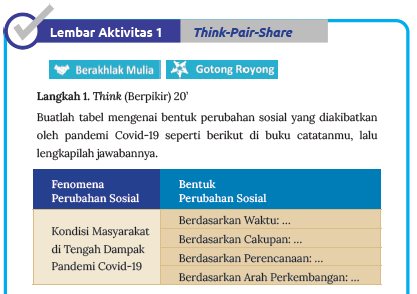 Lembar Aktivitas 1
Think-Pair-Share
Berakhlak Mulia
Gotong Royong
Langkah 1. Think (Berpikir) 20’
Buatlah tabel mengenai bentuk perubahan sosial yang diakibatkan
oleh pandemi Covid-19 seperti berikut di buku catatanmu, lalu
lengkapilah jawabannya.
Fenomena
Perubahan Sosial
Bentuk
Perubahan Sosial
Kondisi Masyarakat
di Tengah Dampak
Pandemi Covid-19
Berdasarkan Waktu: ...
Berdasarkan Cakupan: ...
Berdasarkan Perencanaan: ...
Berdasarkan Arah Perkembangan: ...